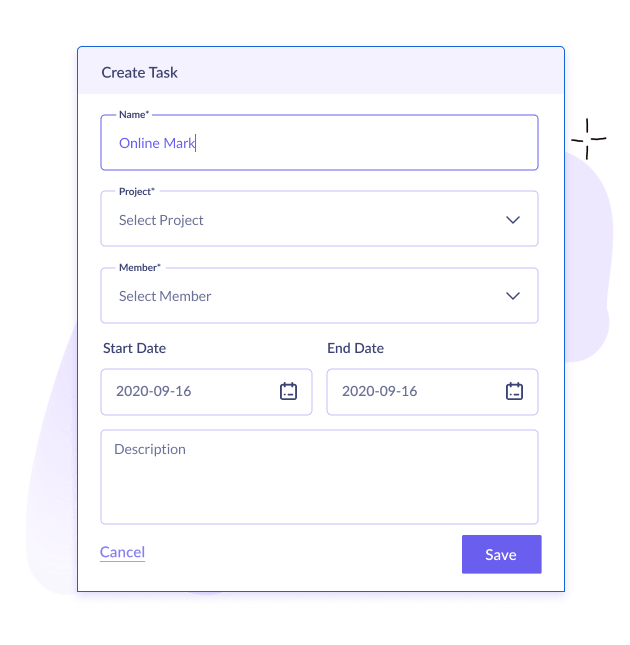 Create Task
Name*
Online Mark
Project*
Select Project
Member*
Select Member
Start Date End Date
2020-09-16 2020-09-16
Description
Cancel Save